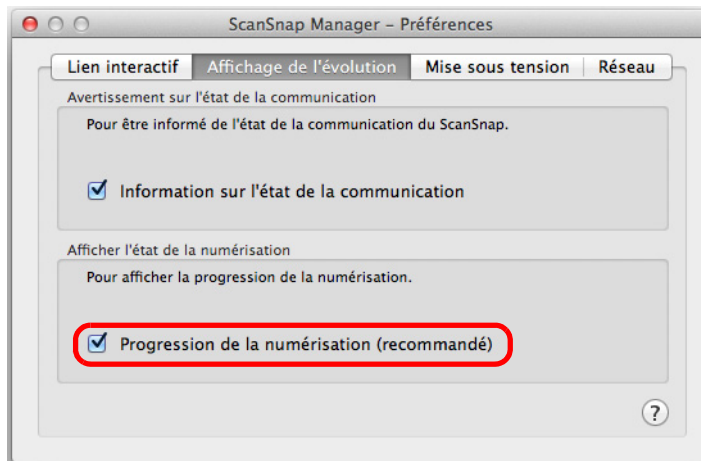 ScanSnap Manager – Préférences
Lien interactif Affichage de l'évolution Mise sous tension Réseau
Avertissement sur l'état de la communication
Pour être informé de l'état de la communication du ScanSnap.
Information sur l'état de la communication
Afficher l'état de la numérisation
Pour afficher la progression de la numérisation.
Progression de la numérisation (recommandé)
?